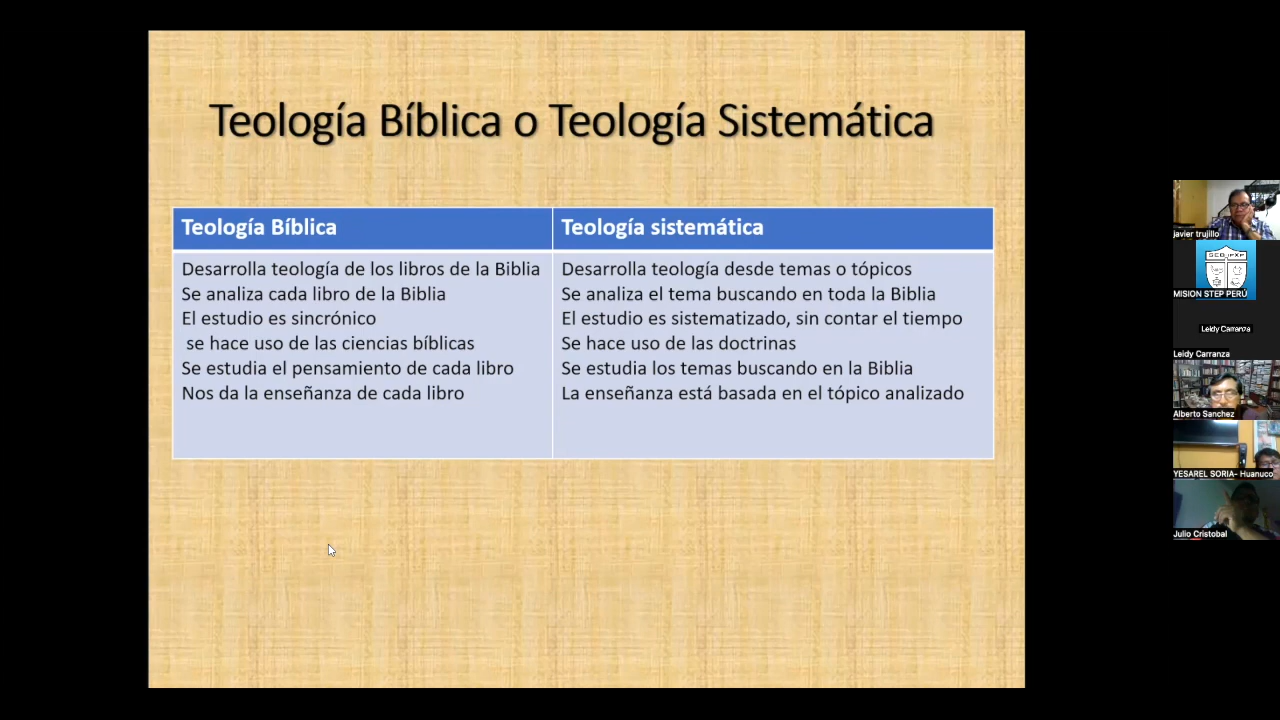 Teología Bíblica o Teología Sistemática
Teología Bíblica
Desarrolla teología de los libros de la Biblia
Se analiza cada libro de la Biblia
El estudio es sincrónico
se hace uso de las ciencias bíblicas
Se estudia el pensamiento de cada libro
Nos da la enseñanza de cada libro
Teología sistemática
Desarrolla teología desde temas o tópicos
Se analiza el tema buscando en toda la Biblia
El estudio es sistematizado, sin contar el tiempo
Se hace uso de las doctrinas
Se estudia los temas buscando en la Biblia
La enseñanza está basada en el tópico analizado
javier trujillo
MISION STEP PERÚ
Leidy Carranza
Leidy Carranza
Alberto Sanchez
YESAREL SORIA- Huanuco
Julio Cristobal